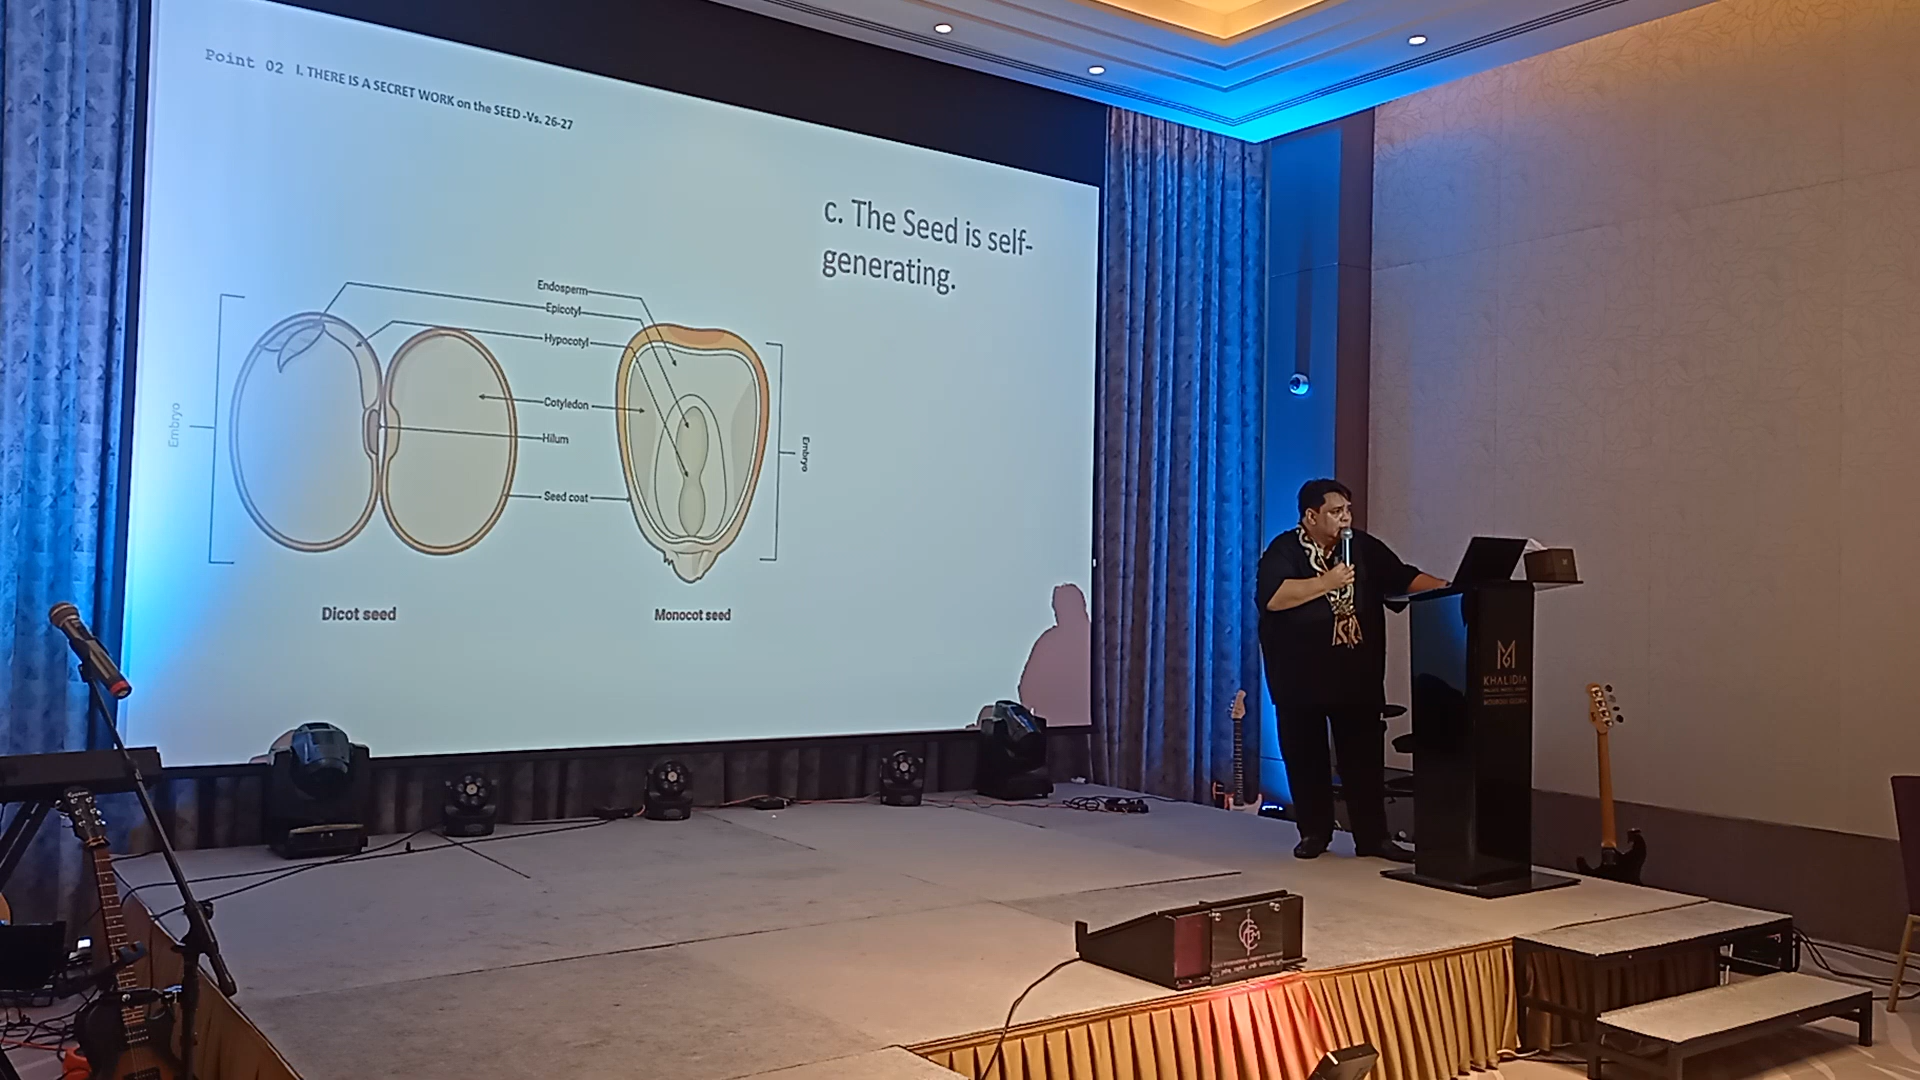 Point 02 I. THERE IS A SECRET WORK on the SEED -Vs. 26-27
c. The Seed is self-
generating.
Endosperm
Epicotyl
Hypocotyl
Cotyledon
Hilum
Seed coat
Embryo
Embryo
Dicot seed
Monocot seed
KHALIDIA